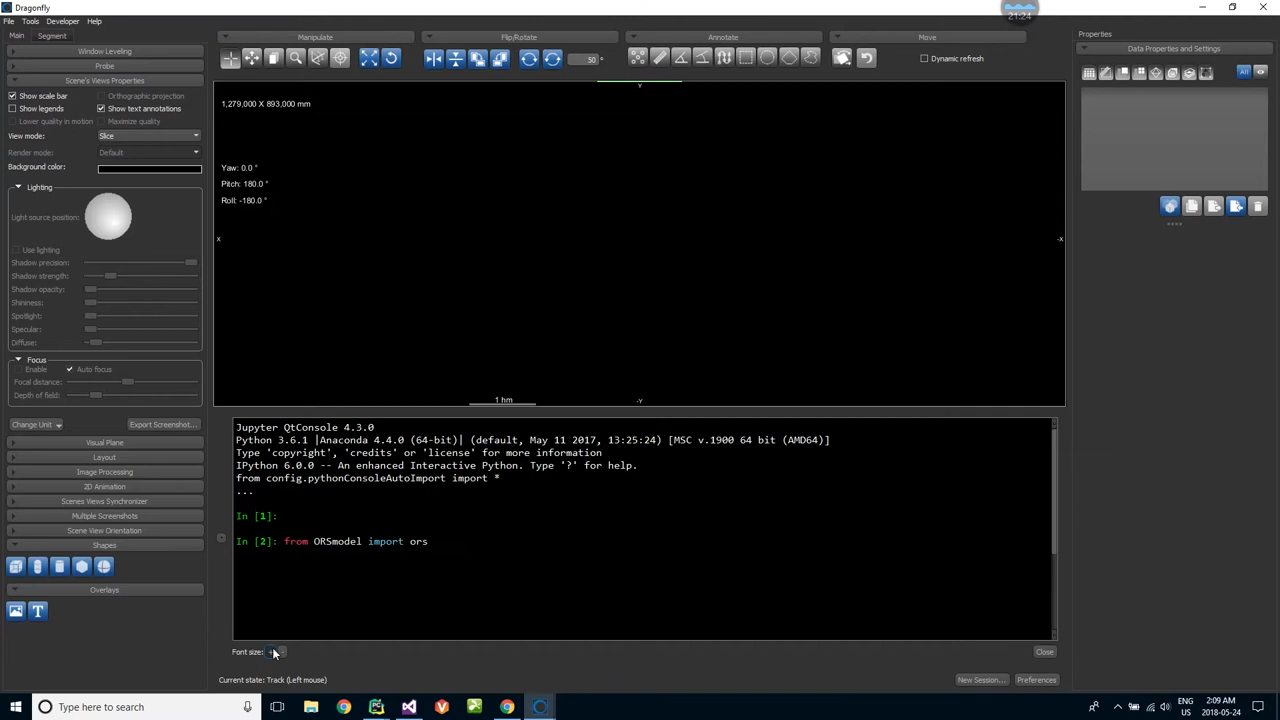 Dragonfly
21:24
File Tools Developer Help
Main Segment
Window Leveling
Probe
Scene's Views Properties
Show scale bar Orthographic projection
Show legends Show text annotations
Lower quality in motion Maximize quality
View mode: Slice
Render mode: Default
Background color:
Lighting
Light source position:
Use lighting
Shadow precision:
Shadow strength:
Shadow opacity:
Shininess:
Spotlight:
Specular:
Diffuse:
Focus
Enable Auto focus
Focal distance:
Depth of field:
Change Unit Export Screenshot...
Visual Plane
Layout
Image Processing
2D Animation
Scenes Views Synchronizer
Multiple Screenshots
Scene View Orientation
Shapes
Overlays
T
Manipulate Flip/Rotate Annotate Move
50 °
Dynamic refresh
Y
1,279,000 X 893,000 mm
Yaw: 0.0 °
Pitch: 180.0 °
Roll: -180.0 °
X -X
1 hm
-Y
Jupyter QtConsole 4.3.0
Python 3.6.1 |Anaconda 4.4.0 (64-bit)| (default, May 11 2017, 13:25:24) [MSC v.1900 64 bit (AMD64)]
Type 'copyright', 'credits' or 'license' for more information
IPython 6.0.0 -- An enhanced Interactive Python. Type '?' for help.
from config.pythonConsoleAutoImport import *
...
In [1]:
In [2]: from ORSmodel import ors
Font size: + - Close
Current state: Track (Left mouse) New Session... Preferences
Properties
Data Properties and Settings
All
Type here to search
ENG 2:09 AM
US 2018-05-24